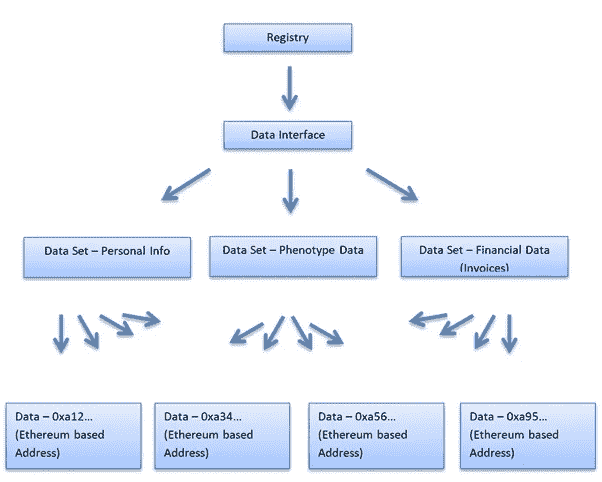 Registry
Data Interface
Data Set – Personal Info
Data Set – Phenotype Data
Data Set – Financial Data
(Invoices)
Data – 0xa12...
(Ethereum based
Address)
Data – 0xa34...
(Ethereum based
Address)
Data – 0xa56...
(Ethereum based
Address)
Data – 0xa95...
(Ethereum based
Address)